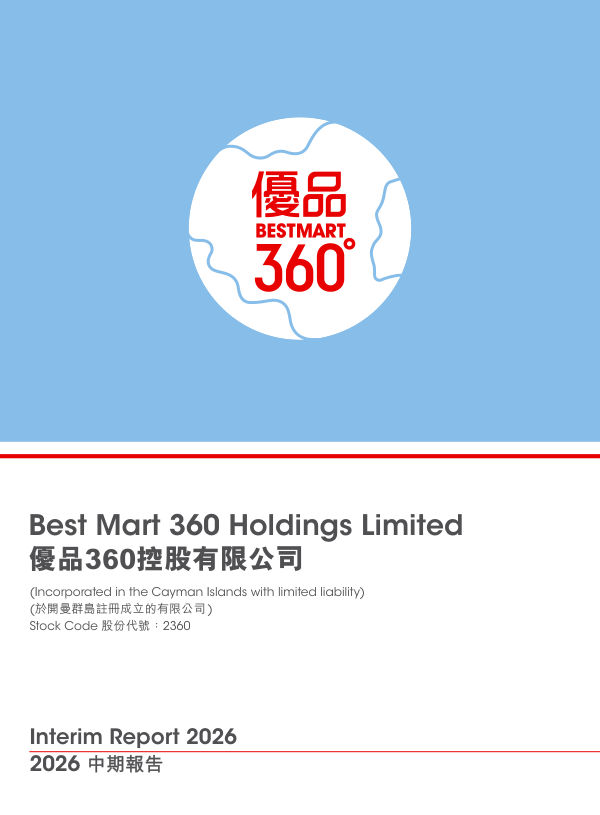 優品
BESTMART
360°
Best Mart 360 Holdings Limited
優品360控股有限公司
(Incorporated in the Cayman Islands with limited liability)
(於開曼群島註冊成立的有限公司)
Stock Code 股份代號：2360
Interim Report 2026
2026 中期報告